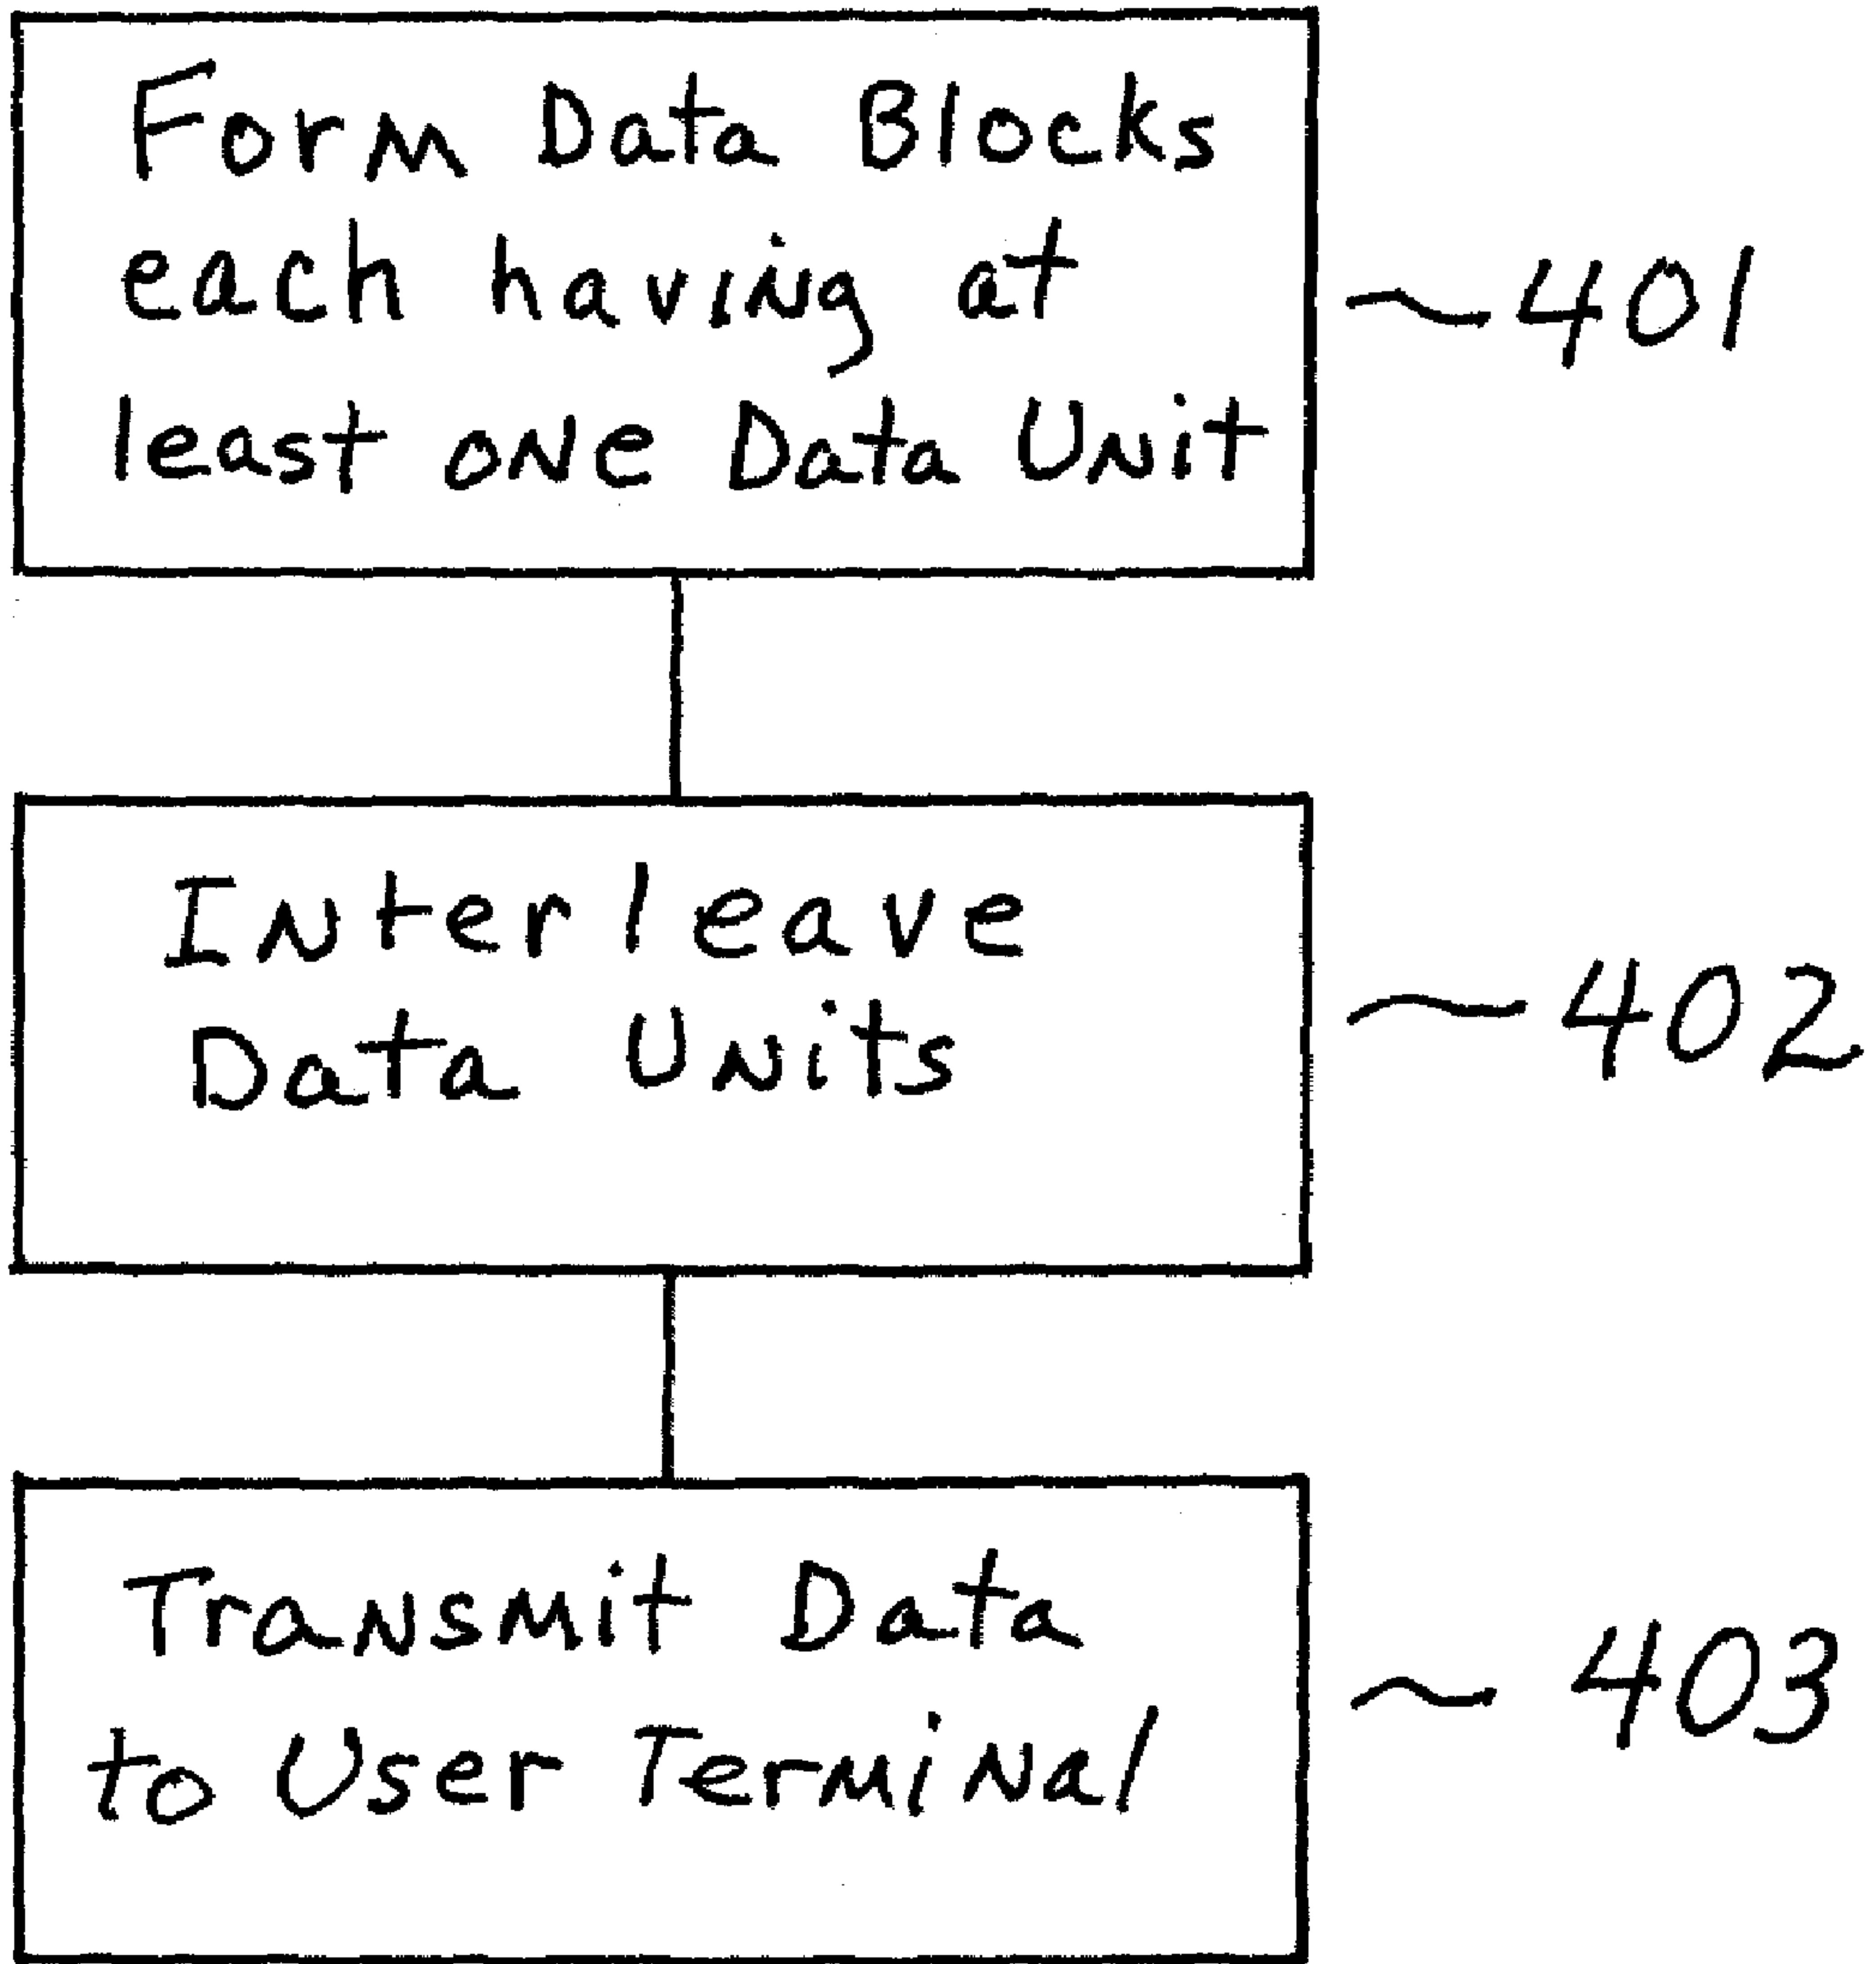 Form Data Blocks
each having at
least one Data Unit
~401
Interleave
Data Units
~402
Transmit Data
to User Terminal
~403